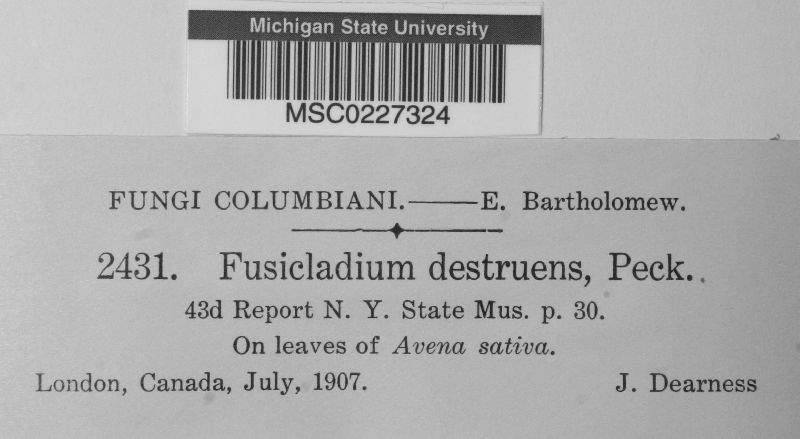 Michigan State University
MSC0227324
FUNGI COLUMBIANI.——E. Bartholomew.
2431. Fusicladium destruens, Peck.
43d Report N. Y. State Mus. p. 30.
On leaves of Avena sativa.
London, Canada, July, 1907. J. Dearness